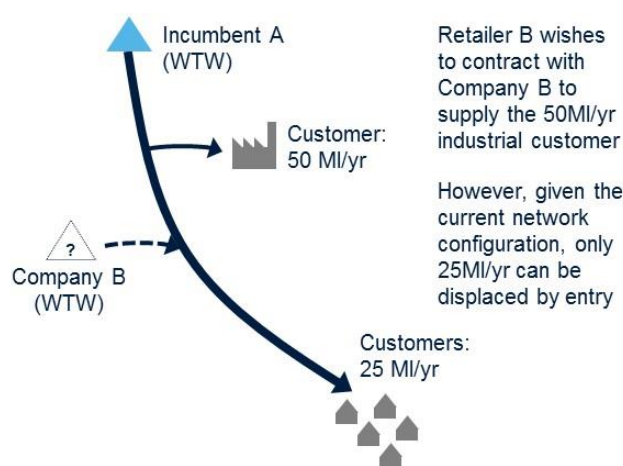 Incumbent A
(WTW)
Retailer B wishes
to contract with
Company B to
supply the 50Ml/yr
industrial customer
Customer:
50 Ml/yr
However, given the
current network
configuration, only
25Ml/yr can be
displaced by entry
?
Company B
(WTW)
Customers:
25 Ml/yr